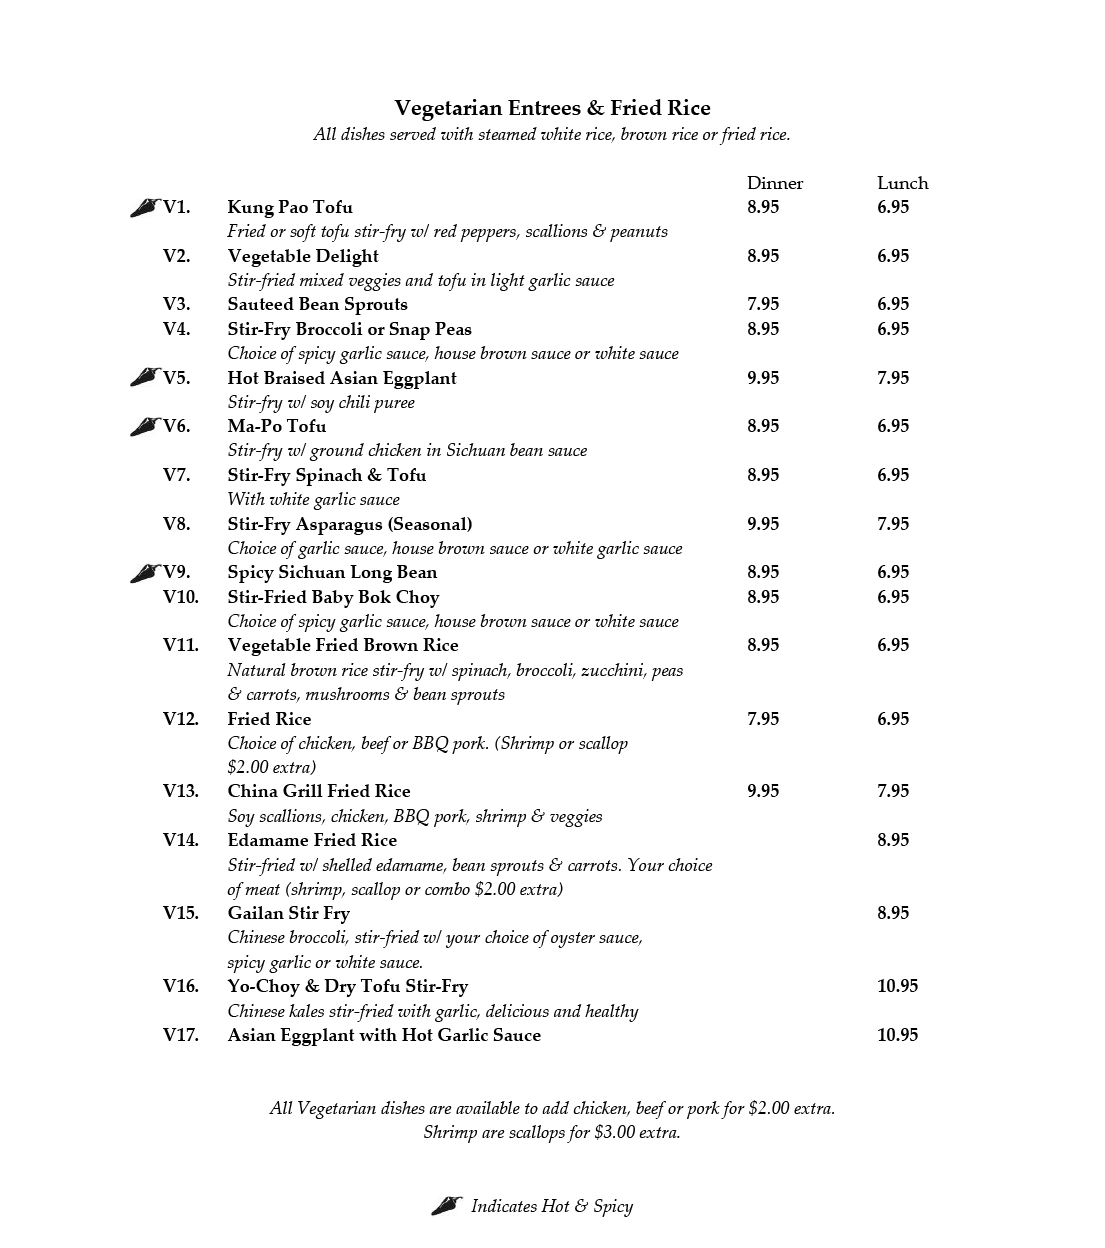 Vegetarian Entrees & Fried Rice
All dishes served with steamed white rice, brown rice or fried rice.
Dinner Lunch
V1. Kung Pao Tofu 8.95 6.95
Fried or soft tofu stir-fry w/ red peppers, scallions & peanuts
V2. Vegetable Delight 8.95 6.95
Stir-fried mixed veggies and tofu in light garlic sauce
V3. Sauteed Bean Sprouts 7.95 6.95
V4. Stir-Fry Broccoli or Snap Peas 8.95 6.95
Choice of spicy garlic sauce, house brown sauce or white sauce
V5. Hot Braised Asian Eggplant 9.95 7.95
Stir-fry w/ soy chili puree
V6. Ma-Po Tofu 8.95 6.95
Stir-fry w/ ground chicken in Sichuan bean sauce
V7. Stir-Fry Spinach & Tofu 8.95 6.95
With white garlic sauce
V8. Stir-Fry Asparagus (Seasonal) 9.95 7.95
Choice of garlic sauce, house brown sauce or white garlic sauce
V9. Spicy Sichuan Long Bean 8.95 6.95
V10. Stir-Fried Baby Bok Choy 8.95 6.95
Choice of spicy garlic sauce, house brown sauce or white sauce
V11. Vegetable Fried Brown Rice 8.95 6.95
Natural brown rice stir-fry w/ spinach, broccoli, zucchini, peas
& carrots, mushrooms & bean sprouts
V12. Fried Rice 7.95 6.95
Choice of chicken, beef or BBQ pork. (Shrimp or scallop
$2.00 extra)
V13. China Grill Fried Rice 9.95 7.95
Soy scallions, chicken, BBQ pork, shrimp & veggies
V14. Edamame Fried Rice 8.95
Stir-fried w/ shelled edamame, bean sprouts & carrots. Your choice
of meat (shrimp, scallop or combo $2.00 extra)
V15. Gailan Stir Fry 8.95
Chinese broccoli, stir-fried w/ your choice of oyster sauce,
spicy garlic or white sauce.
V16. Yo-Choy & Dry Tofu Stir-Fry 10.95
Chinese kales stir-fried with garlic, delicious and healthy
V17. Asian Eggplant with Hot Garlic Sauce 10.95
All Vegetarian dishes are available to add chicken, beef or pork for $2.00 extra.
Shrimp are scallops for $3.00 extra.
Indicates Hot & Spicy